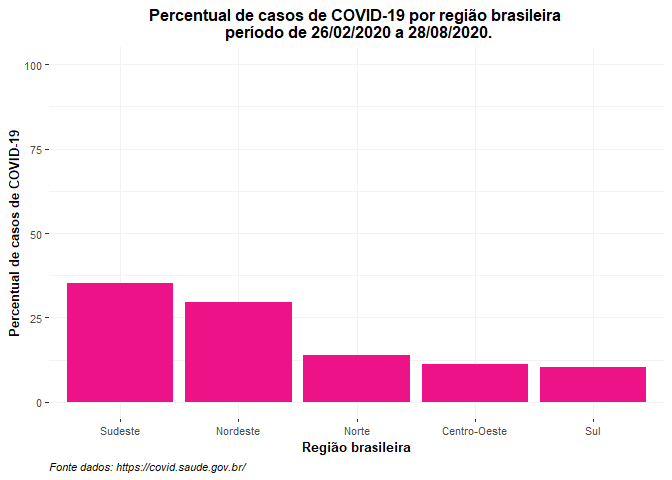 Percentual de casos de COVID-19 por região brasileira
período de 26/02/2020 a 28/08/2020.
Percentual de casos de COVID-19
100
75
50
25
0
Sudeste Nordeste Norte Centro-Oeste Sul
Região brasileira
Fonte dados: https://covid.saude.gov.br/